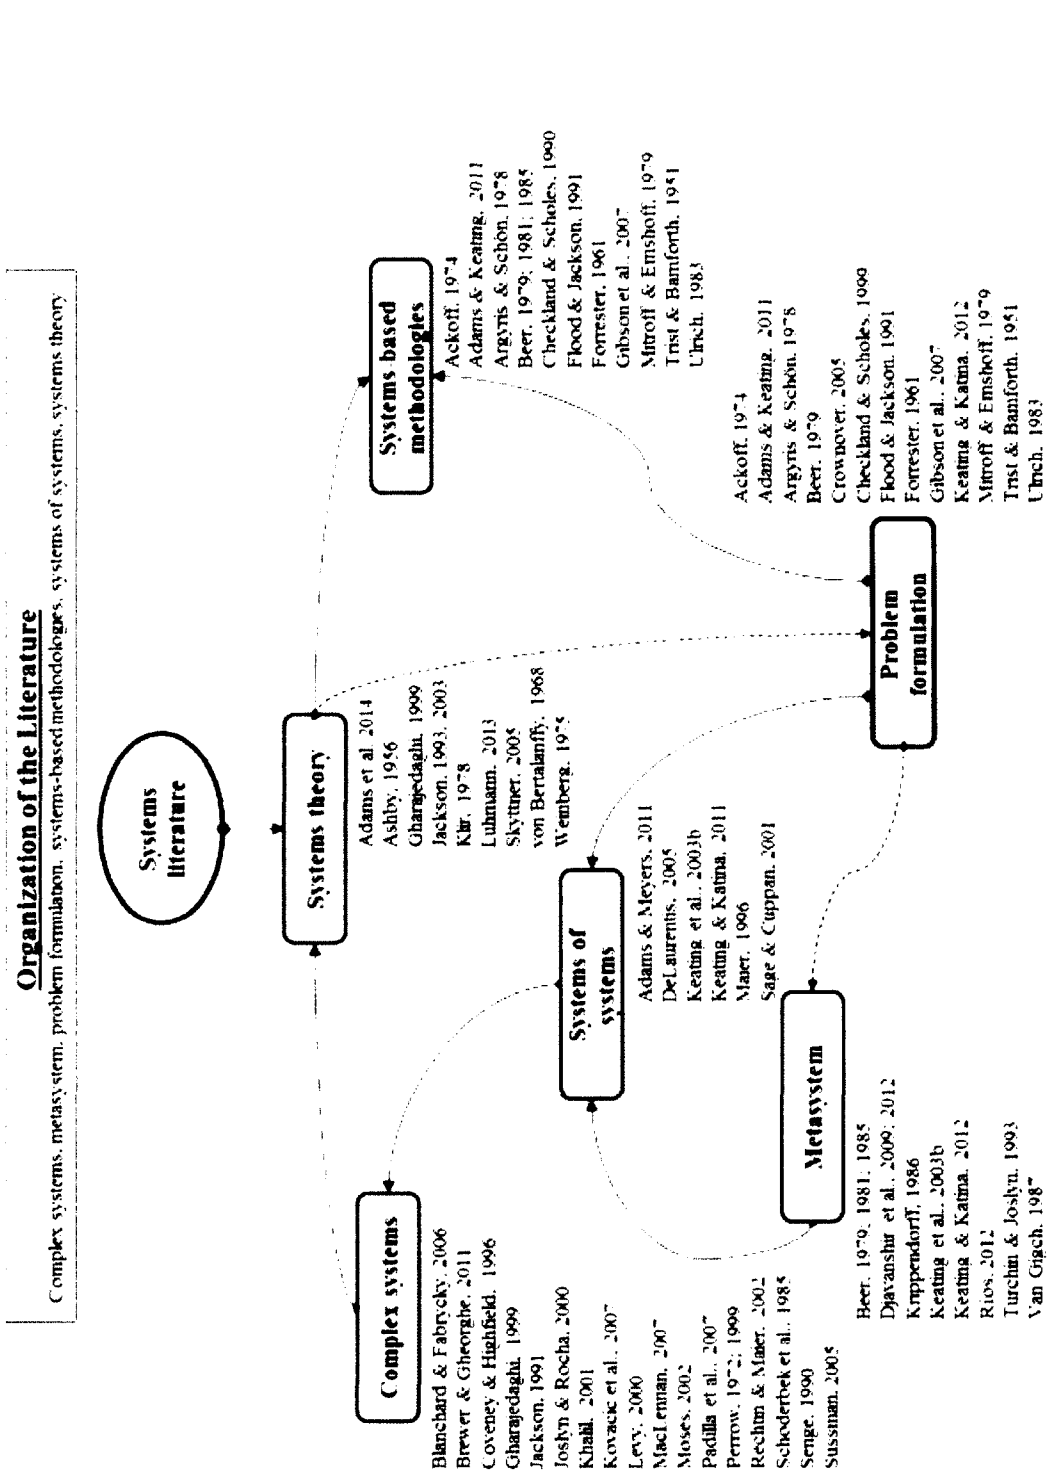 Organization of the Literature
Complex systems, metasystem, problem formulation, systems-based methodologies, systems of systems, systems theory
Systems
literature
Systems theory
Adams et al. 2014
Ashby, 1956
Gharajedaghi, 1999
Jackson, 1993, 2003
Klir, 1978
Luhmann, 2013
Skyttner, 2005
von Bertalanffy, 1968
Weinberg, 1975
Complex systems
Blanchard & Fabrycky, 2006
Brewer & Gheorghe, 2011
Coveney & Highfield, 1996
Gharajedaghi, 1999
Jackson, 1991
Joslyn & Rocha, 2000
Khalil, 2001
Kovacic et al., 2007
Levy, 2000
MacLennan, 2007
Moses, 2002
Padilla et al., 2007
Perrow, 1972; 1999
Rechtin & Maier, 2002
Schoderbek et al., 1985
Senge, 1990
Sussman, 2005
Systems-based
methodologies
Ackoff, 1974
Adams & Keating, 2011
Argyris & Schön, 1978
Beer, 1979; 1981; 1985
Checkland & Scholes, 1990
Flood & Jackson, 1991
Forrester, 1961
Gibson et al., 2007
Mitroff & Emshoff, 1979
Trist & Bamforth, 1951
Ulrich, 1983
Systems of
systems
Adams & Meyers, 2011
DeLaurentis, 2005
Keating et al., 2003b
Keating & Katina, 2011
Maier, 1996
Sage & Cuppan, 2001
Metasystem
Beer, 1979; 1981; 1985
Djavanshir et al., 2009; 2012
Krippendorff, 1986
Keating et al., 2003b
Keating & Katina, 2012
Rios, 2012
Turchin & Joslyn, 1993
Van Gigch, 1987
Problem
formulation
Ackoff, 1974
Adams & Keating, 2011
Argyris & Schön, 1978
Beer, 1979
Crownover, 2005
Checkland & Scholes, 1999
Flood & Jackson, 1991
Forrester, 1961
Gibson et al., 2007
Keating & Katina, 2012
Mitroff & Emshoff, 1979
Trist & Bamforth, 1951
Ulrich, 1983